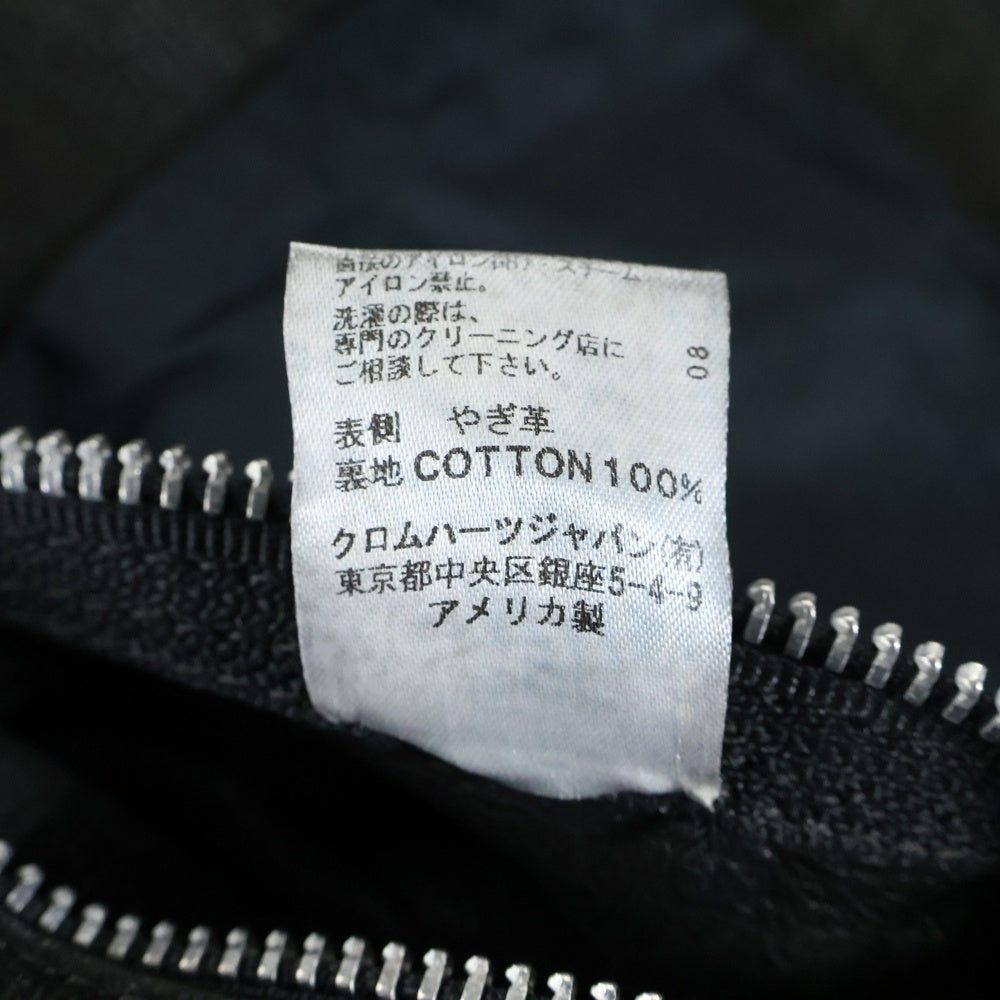 アイロン禁止。
洗濯の際は、
専門のクリーニング店に
ご相談して下さい。
08
表側 やぎ革
裏地 COTTON100%
クロムハーツジャパン(有)
東京都中央区銀座5-4-9
アメリカ製